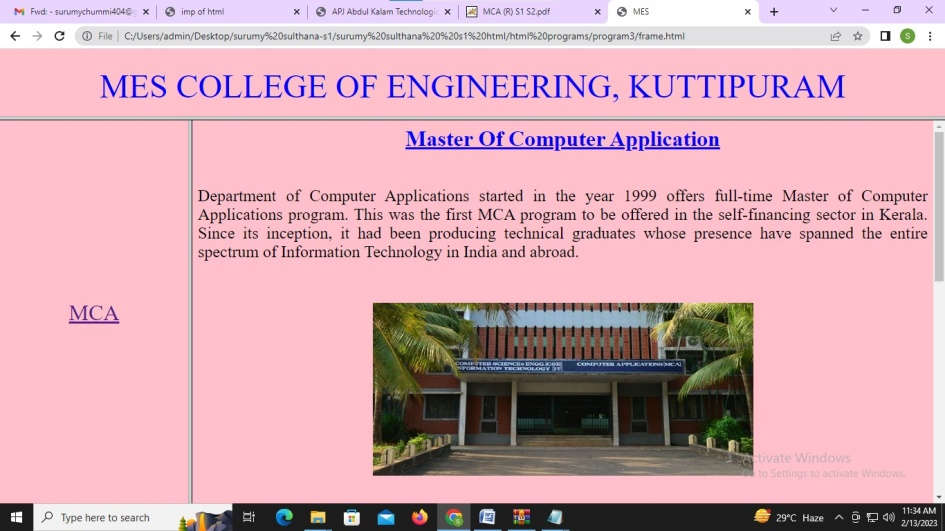 Fwd: - surumychummi404@g
imp of html
APJ Abdul Kalam Technologic
MCA (R) S1 S2.pdf
MES
File | C:/Users/admin/Desktop/surumy%20sulthana-s1/surumy%20sulthana%20%20s1%20html/html%20programs/program3/frame.html
S
MES COLLEGE OF ENGINEERING, KUTTIPURAM
MCA
Master Of Computer Application
Department of Computer Applications started in the year 1999 offers full-time Master of Computer
Applications program. This was the first MCA program to be offered in the self-financing sector in Kerala.
Since its inception, it had been producing technical graduates whose presence have spanned the entire
spectrum of Information Technology in India and abroad.
COMPUTER SCIENCE& ENGG.(CSE)
INFORMATION TECHNOLOGY (IT)
COMPUTER APPLICATIONS(MCA)
Activate Windows
to Settings to activate Windows.
Type here to search
29°C Haze
11:34 AM
2/13/2023